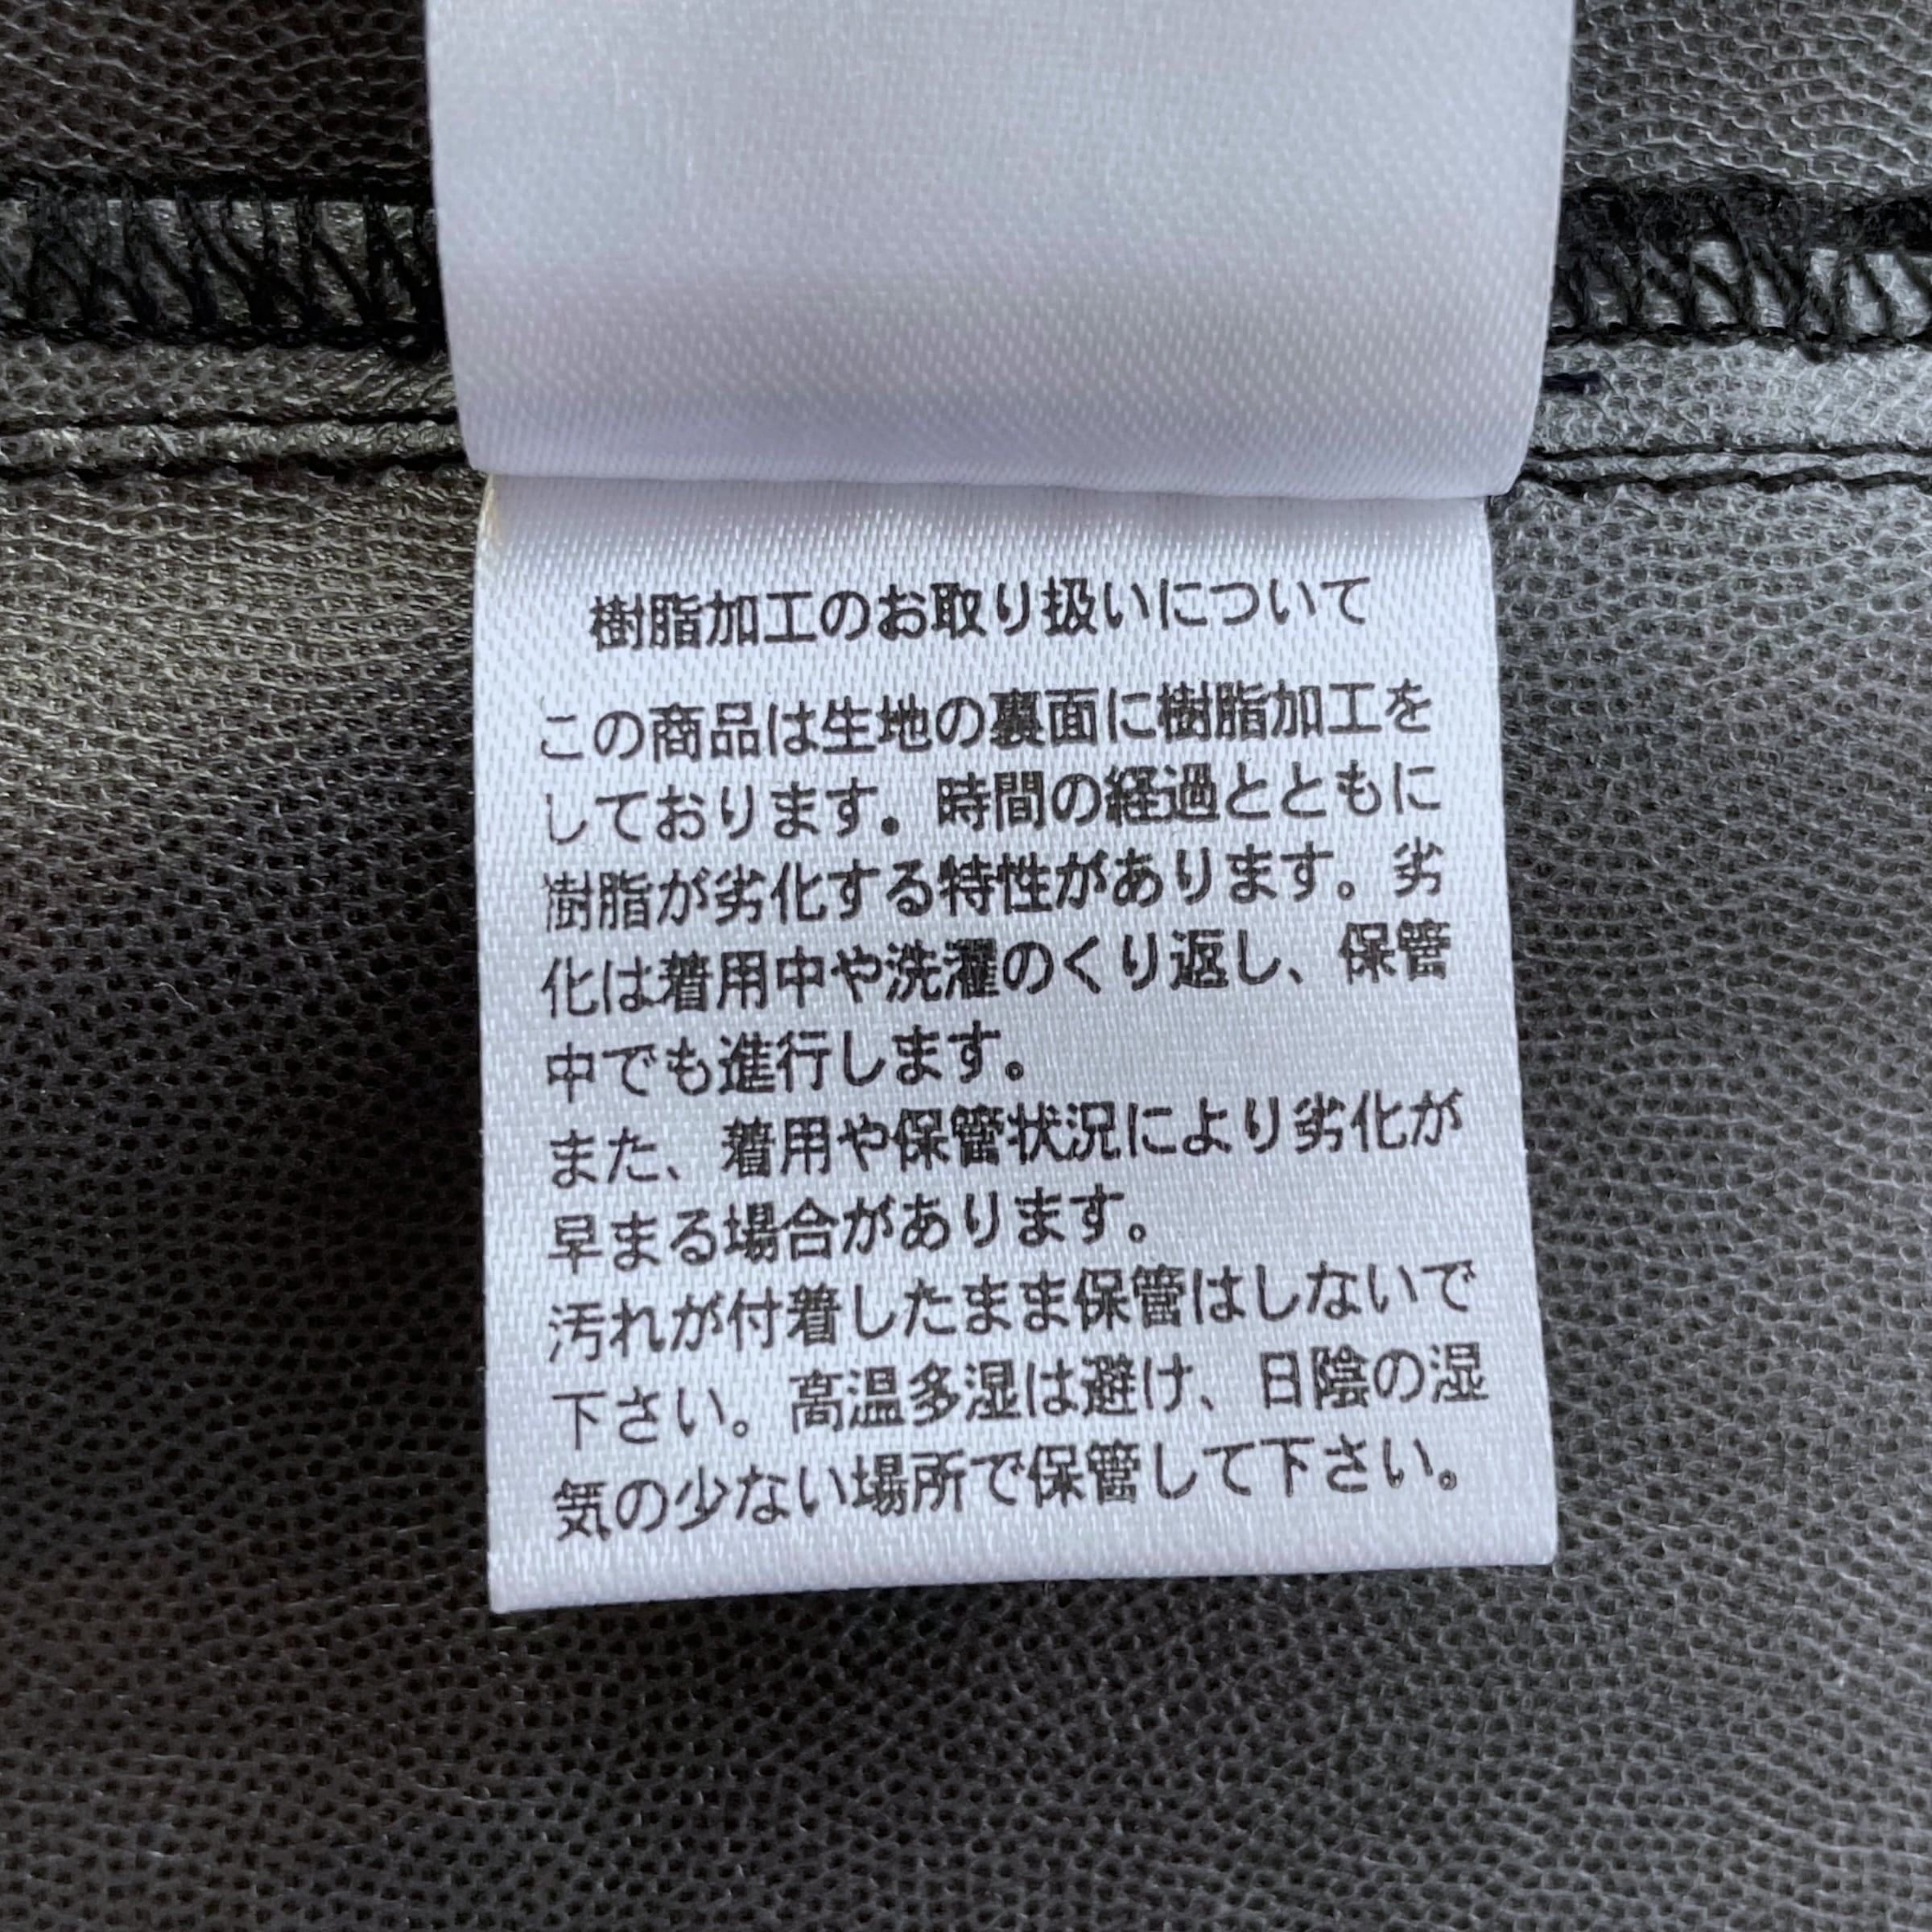 樹脂加工のお取り扱いについて
この商品は生地の裏面に樹脂加工を
しております。時間の経過とともに
樹脂が劣化する特性があります。劣
化は着用中や洗濯のくり返し、保管
中でも進行します。
また、着用や保管状況により劣化が
早まる場合があります。
汚れが付着したまま保管はしないで
下さい。高温多湿は避け、日陰の湿
気の少ない場所で保管して下さい。